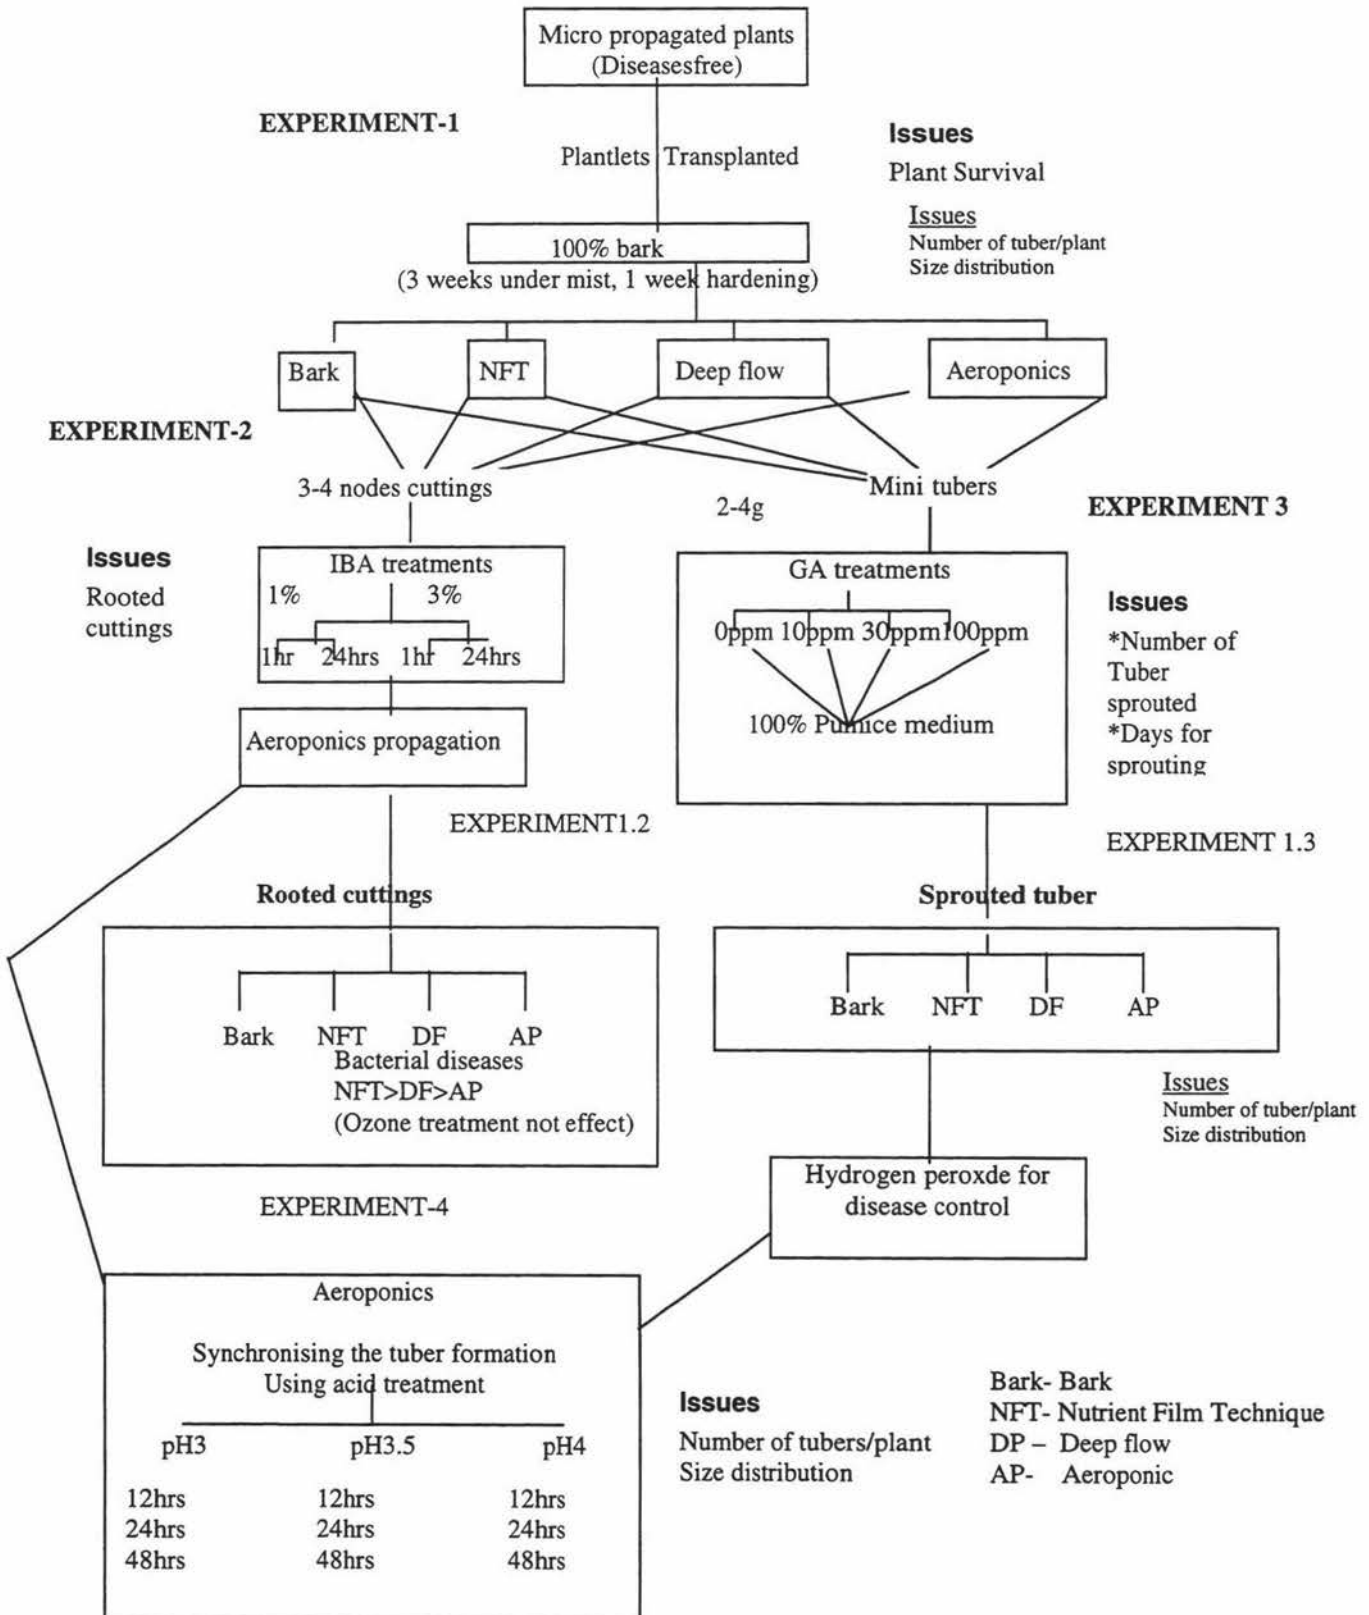 Micro propagated plants
(Diseasesfree)
EXPERIMENT-1
Plantlets Transplanted
Issues
Plant Survival
Issues
Number of tuber/plant
Size distribution
100% bark
(3 weeks under mist, 1 week hardening)
Bark
NFT
Deep flow
Aeroponics
EXPERIMENT-2
3-4 nodes cuttings
2-4g
Mini tubers
EXPERIMENT 3
Issues
Rooted
cuttings
IBA treatments
1%
3%
1hr 24hrs 1hr 24hrs
GA treatments
0ppm 10ppm 30ppm 100ppm
100% Pumice medium
Issues
*Number of
Tuber
sprouted
*Days for
sprouting
Aeroponics propagation
EXPERIMENT1.2
EXPERIMENT 1.3
Rooted cuttings
Bark NFT DF AP
Bacterial diseases
NFT>DF>AP
(Ozone treatment not effect)
Sprouted tuber
Bark NFT DF AP
Issues
Number of tuber/plant
Size distribution
Hydrogen peroxde for
disease control
EXPERIMENT-4
Aeroponics
Synchronising the tuber formation
Using acid treatment
pH3 pH3.5 pH4
12hrs 12hrs 12hrs
24hrs 24hrs 24hrs
48hrs 48hrs 48hrs
Issues
Number of tubers/plant
Size distribution
Bark- Bark
NFT- Nutrient Film Technique
DP – Deep flow
AP- Aeroponic